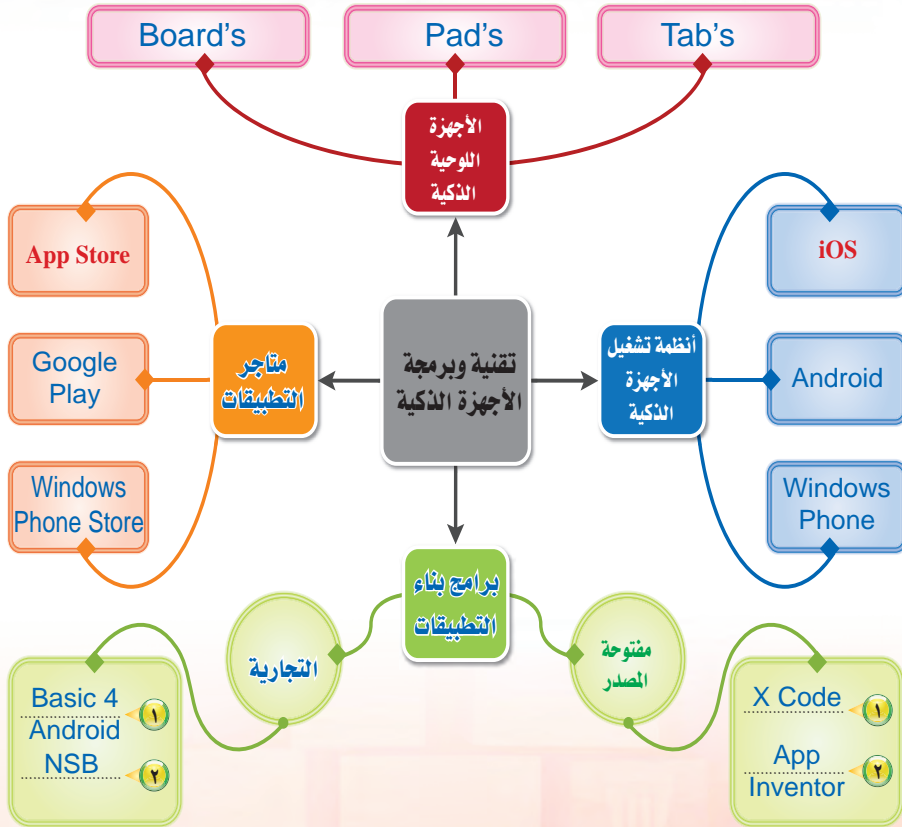 Board's
Pad's
Tab's
الأجهزة
اللوحية
الذكية
App Store
iOS
Google
Play
متاجر
التطبيقات
تقنية وبرمجة
الأجهزة الذكية
أنظمة تشغيل
الأجهزة
الذكية
Android
Windows
Phone Store
Windows
Phone
برامج بناء
التطبيقات
التجارية
مفتوحة
المصدر
Basic 4
Android
١
NSB
٢
X Code
١
App
Inventor
٢